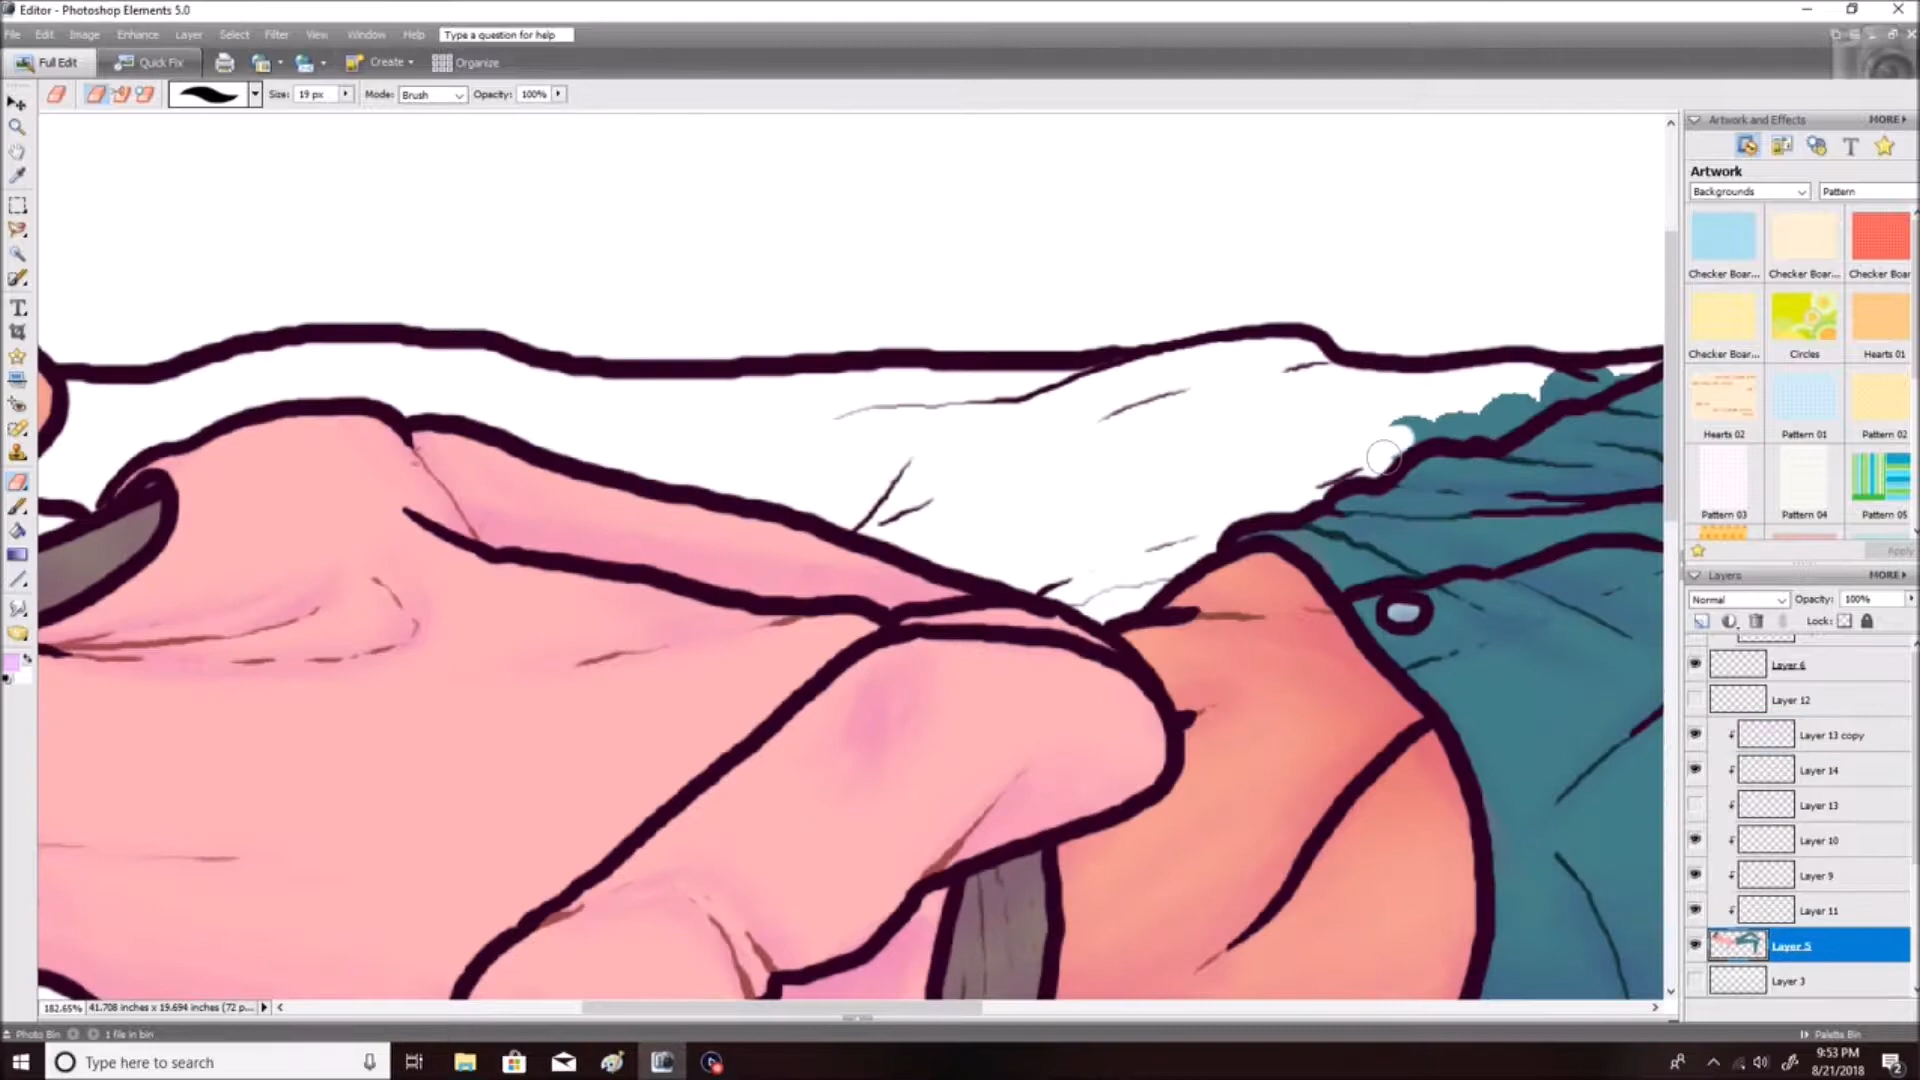 Editor - Photoshop Elements 5.0
File Edit Image Enhance Layer Select Filter View Window Help Type a question for help
Full Edit Quick Fix Create Organize
Size: 19 px Mode: Brush Opacity: 100%
Artwork and Effects MORE
Artwork
Backgrounds Pattern
Checker Boar... Checker Boar... Checker Boar
Checker Boar... Circles Hearts 01
Hearts 02 Pattern 01 Pattern 02
Pattern 03 Pattern 04 Pattern 05
Apply
Layers MORE
Normal Opacity: 100%
Lock:
Layer 6
Layer 12
Layer 13 copy
Layer 14
Layer 13
Layer 10
Layer 9
Layer 11
Layer 5
Layer 3
182.65% 41.708 inches x 19.694 inches (72 p...
Photo Bin 1 file in bin Palette Bin
Type here to search
9:53 PM
8/21/2018
2